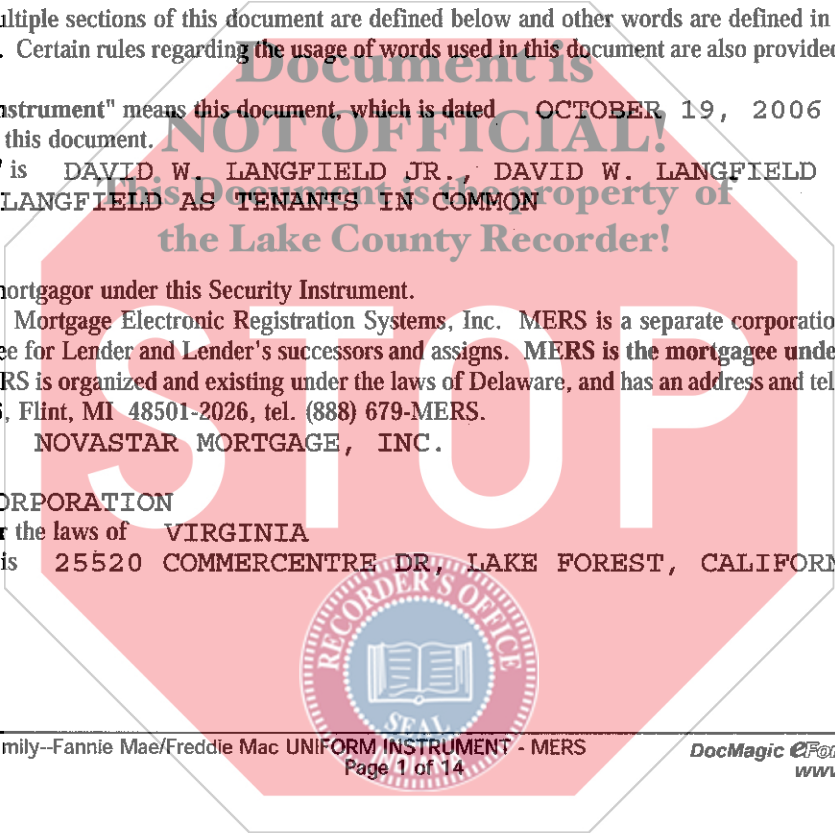 ultiple sections of this document are defined below and other words are defined in
. Certain rules regarding the usage of words used in this document are also provided
Document is
nstrument" means this document, which is dated OCTOBER 19, 2006
NOT OFFICIAL!
this document.
" is DAVID W. LANGFIELD JR., DAVID W. LANGFIELD
This Document is the property of
LANGFIELD AS TENANTS IN COMMON
the Lake County Recorder!
nortgagor under this Security Instrument.
Mortgage Electronic Registration Systems, Inc. MERS is a separate corporatio
ee for Lender and Lender's successors and assigns. MERS is the mortgagee unde
RS is organized and existing under the laws of Delaware, and has an address and tel
, Flint, MI 48501-2026, tel. (888) 679-MERS.
STOP
NOVASTAR MORTGAGE, INC.
ORPORATION
r the laws of VIRGINIA
is 25520 COMMERCENTRE DR, LAKE FOREST, CALIFORN
RECORDER'S OFFICE
SEAL
INDIANA
mily--Fannie Mae/Freddie Mac UNIFORM INSTRUMENT - MERS
Page 1 of 14
DocMagic eFor
www